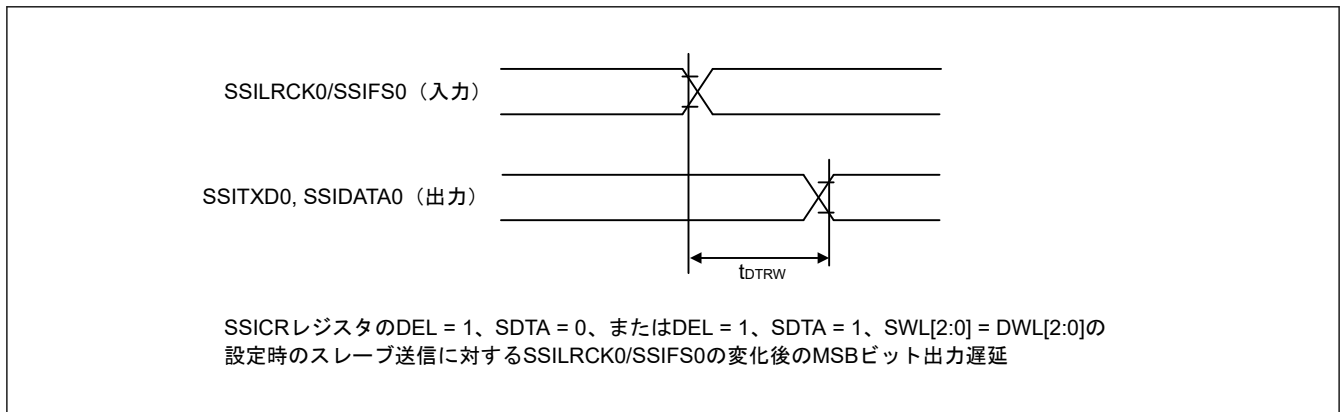 SSILRCK0/SSIFS0（入力）
SSITXD0, SSIDATA0（出力）
tDTRW
SSICRレジスタのDEL = 1、SDTA = 0、またはDEL = 1、SDTA = 1、SWL[2:0] = DWL[2:0]の
設定時のスレーブ送信に対するSSILRCK0/SSIFS0の変化後のMSBビット出力遅延